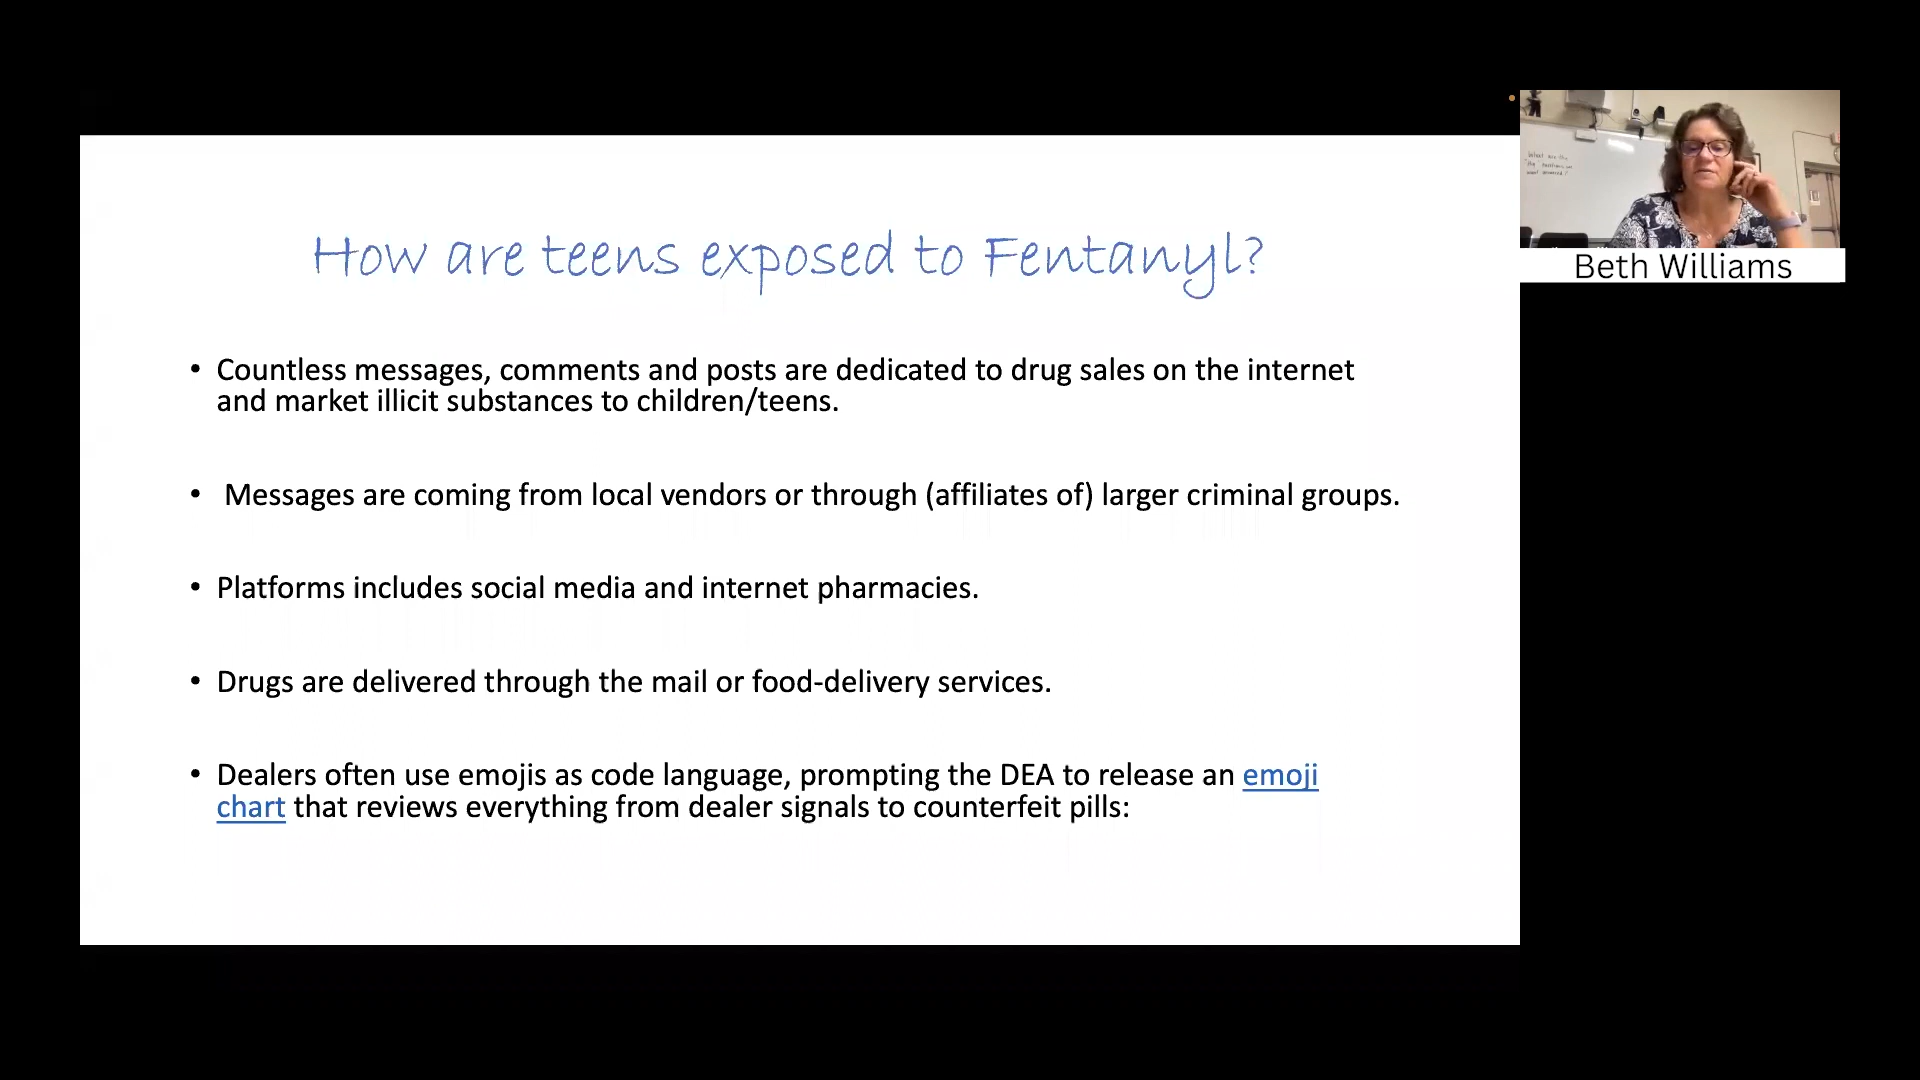 How are teens exposed to Fentanyl?
• Countless messages, comments and posts are dedicated to drug sales on the internet
and market illicit substances to children/teens.
• Messages are coming from local vendors or through (affiliates of) larger criminal groups.
• Platforms includes social media and internet pharmacies.
• Drugs are delivered through the mail or food-delivery services.
• Dealers often use emojis as code language, prompting the DEA to release an emoji
chart that reviews everything from dealer signals to counterfeit pills:
Beth Williams